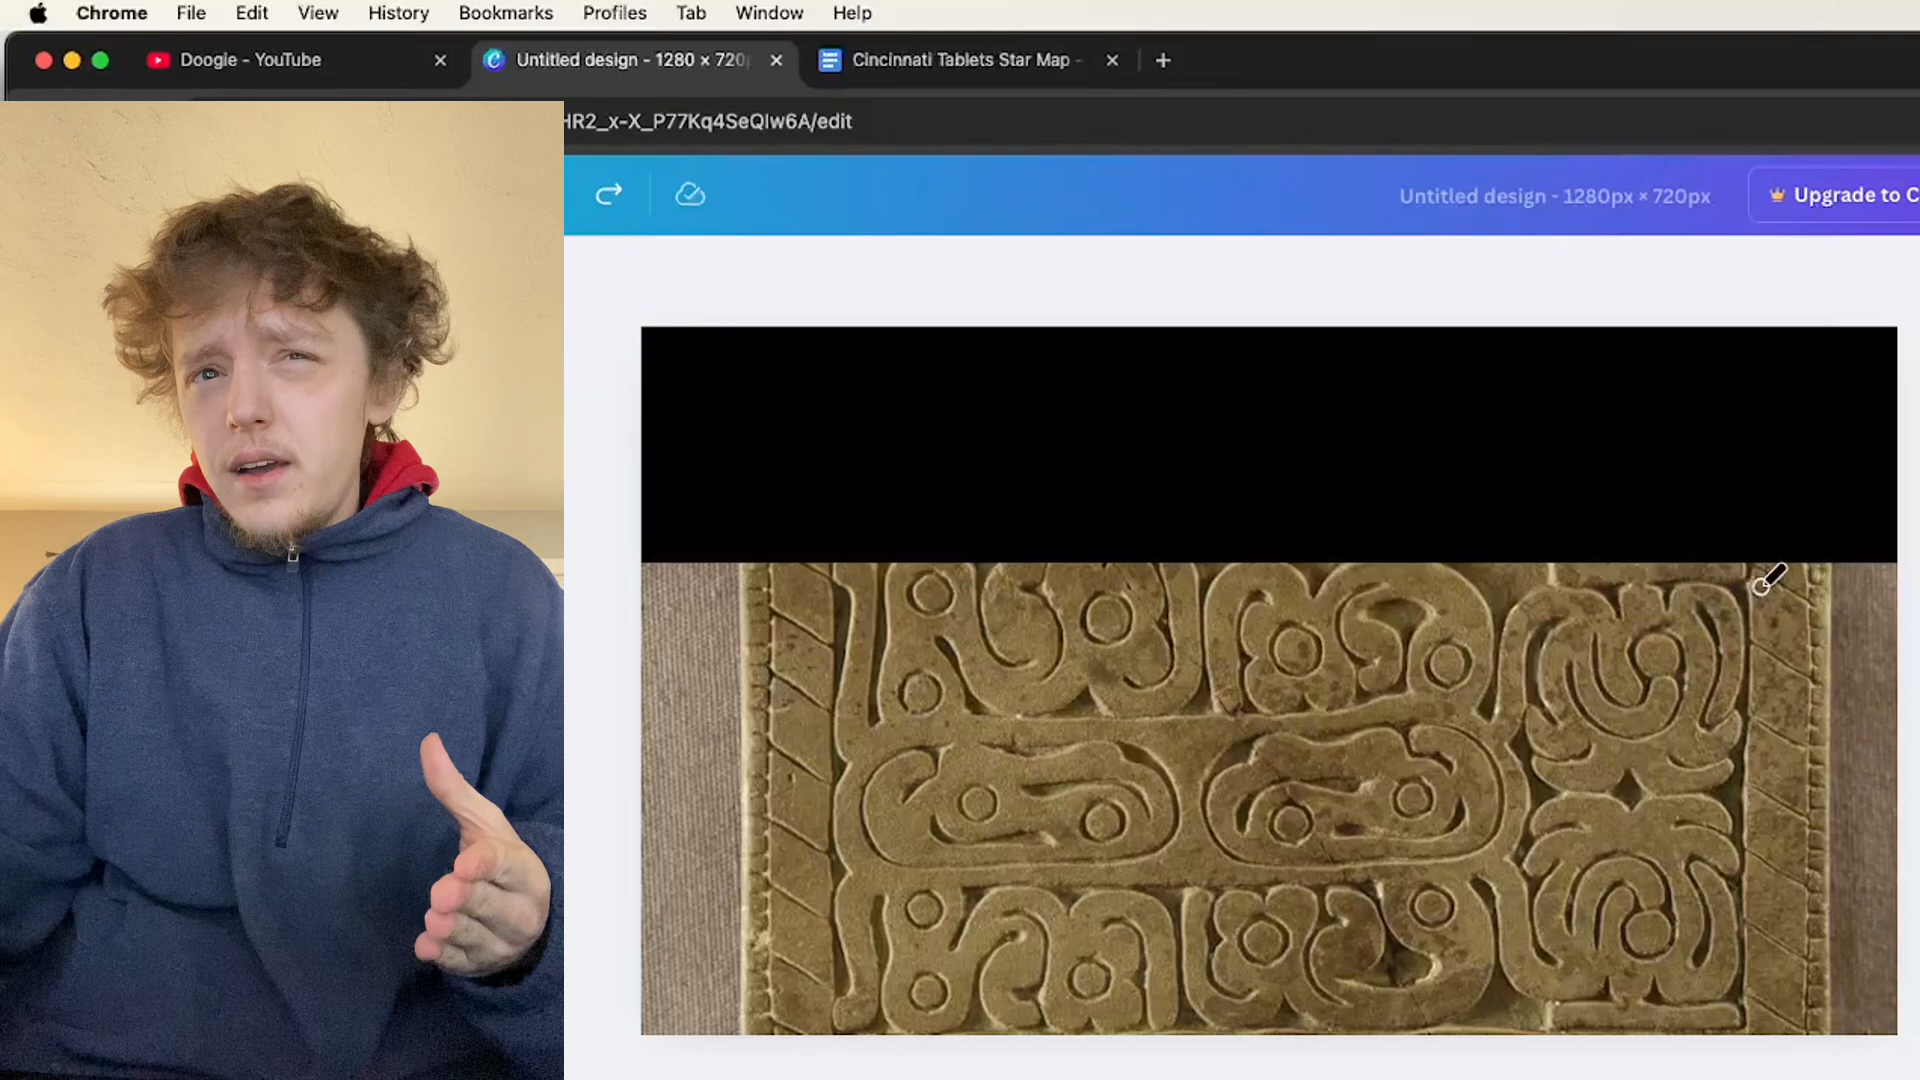 Chrome File Edit View History Bookmarks Profiles Tab Window Help
Doogie - YouTube
Untitled design - 1280 × 720
Cincinnati Tablets Star Map -
HR2_x-X_P77Kq4SeQlw6A/edit
Untitled design - 1280px × 720px
Upgrade to C